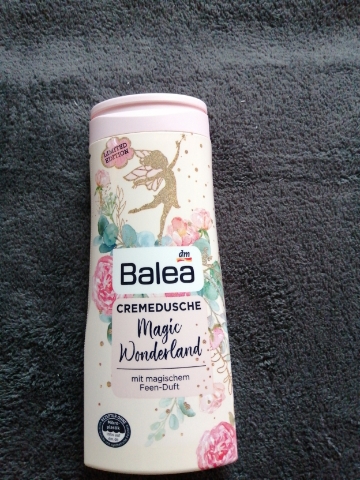 LIMITED
EDITION
dm
Balea
CREMEDUSCHE
Magic
Wonderland
mit magischem
Feen-Duft